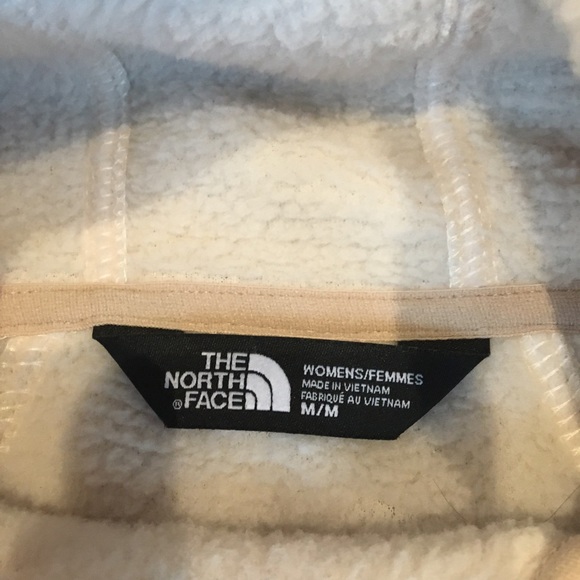 THE
NORTH
®FACE
WOMENS/FEMMES
MADE IN VIETNAM
FABRIQUÉ AU VIETNAM
M/M